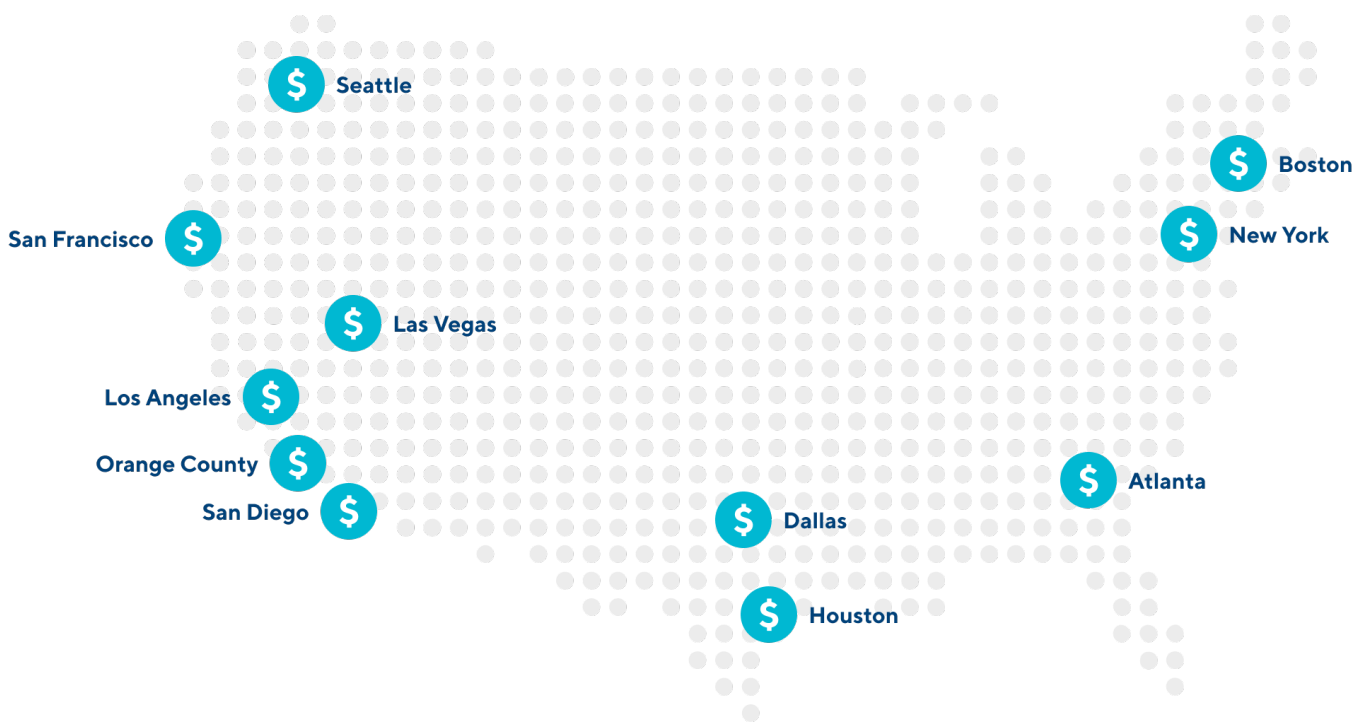 $ Seattle
$ Boston
$ New York
San Francisco $
$ Las Vegas
Los Angeles $
Orange County $
$ Atlanta
San Diego $
$ Dallas
$ Houston